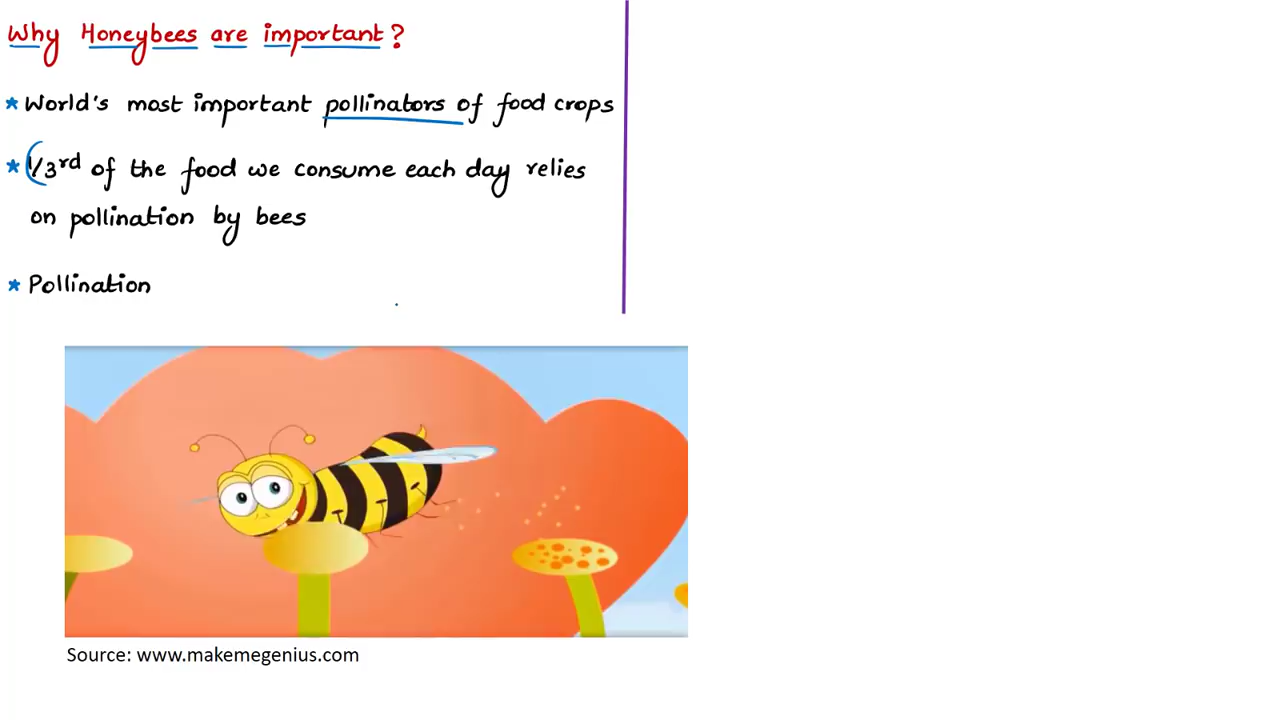 Why Honeybees are important?
* World's most important pollinators of food crops
* 1/3rd of the food we consume each day relies
on pollination by bees
* Pollination
Source: www.makemegenius.com